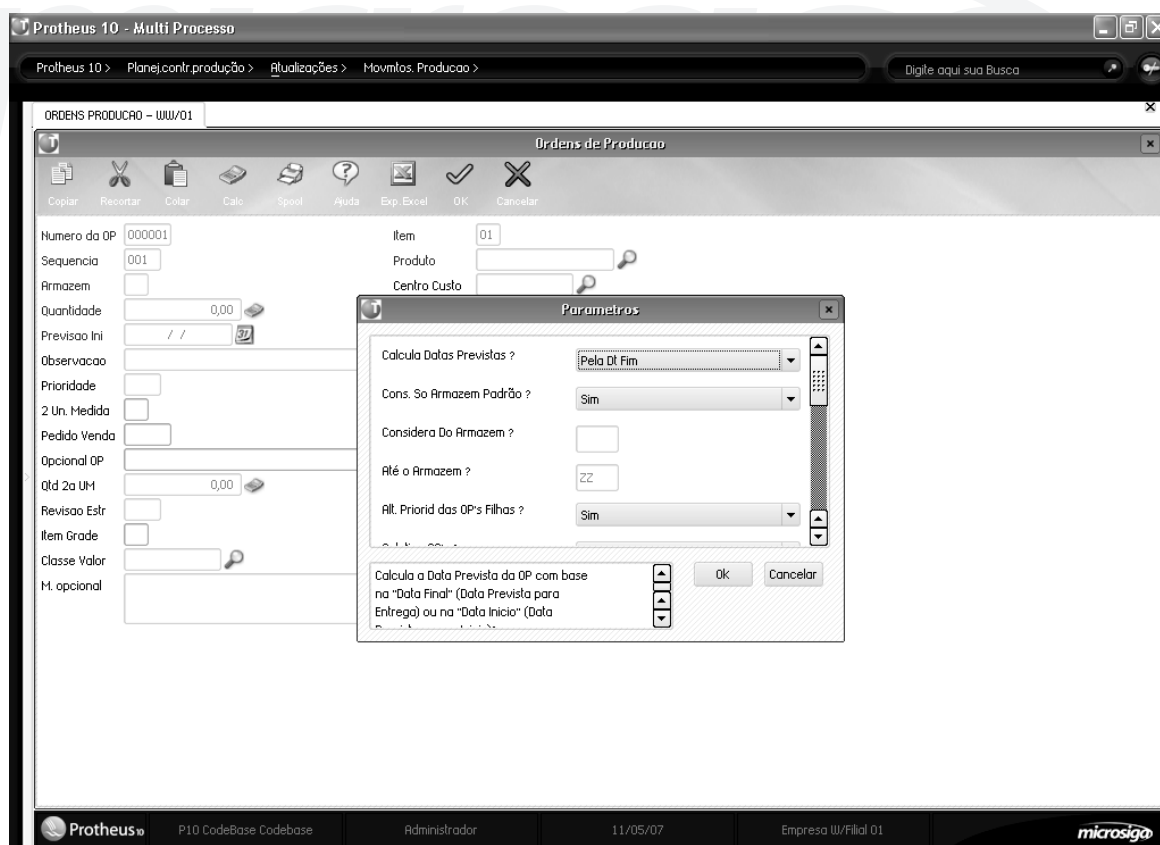 Protheus 10 - Multi Processo
Protheus 10 > Planej.contr.produção > Atualizações > Movmtos. Producao >
Digite aqui sua Busca
ORDENS PRODUCAO – WW/01
Ordens de Producao
Copiar Recortar Colar Calc Spool Ajuda Exp.Excel OK Cancelar
Numero da OP 000001 Item 01
Sequencia 001 Produto
Armazem Centro Custo
Quantidade 0,00
Previsao Ini / /
Observacao
Prioridade
2 Un. Medida
Pedido Venda
Opcional OP
Qtd 2a UM 0,00
Revisao Estr
Item Grade
Classe Valor
M. opcional
Parametros
Calcula Datas Previstas ? Pela Dt Fim
Cons. So Armazem Padrão ? Sim
Considera Do Armazem ?
Até o Armazem ? ZZ
Alt. Priorid das OP's Filhas ? Sim
Calcula a Data Prevista da OP com base
na "Data Final" (Data Prevista para
Entrega) ou na "Data Inicio" (Data
Ok Cancelar
Protheus 10 P10 CodeBase Codebase Administrador 11/05/07 Empresa W/Filial 01 microsiga